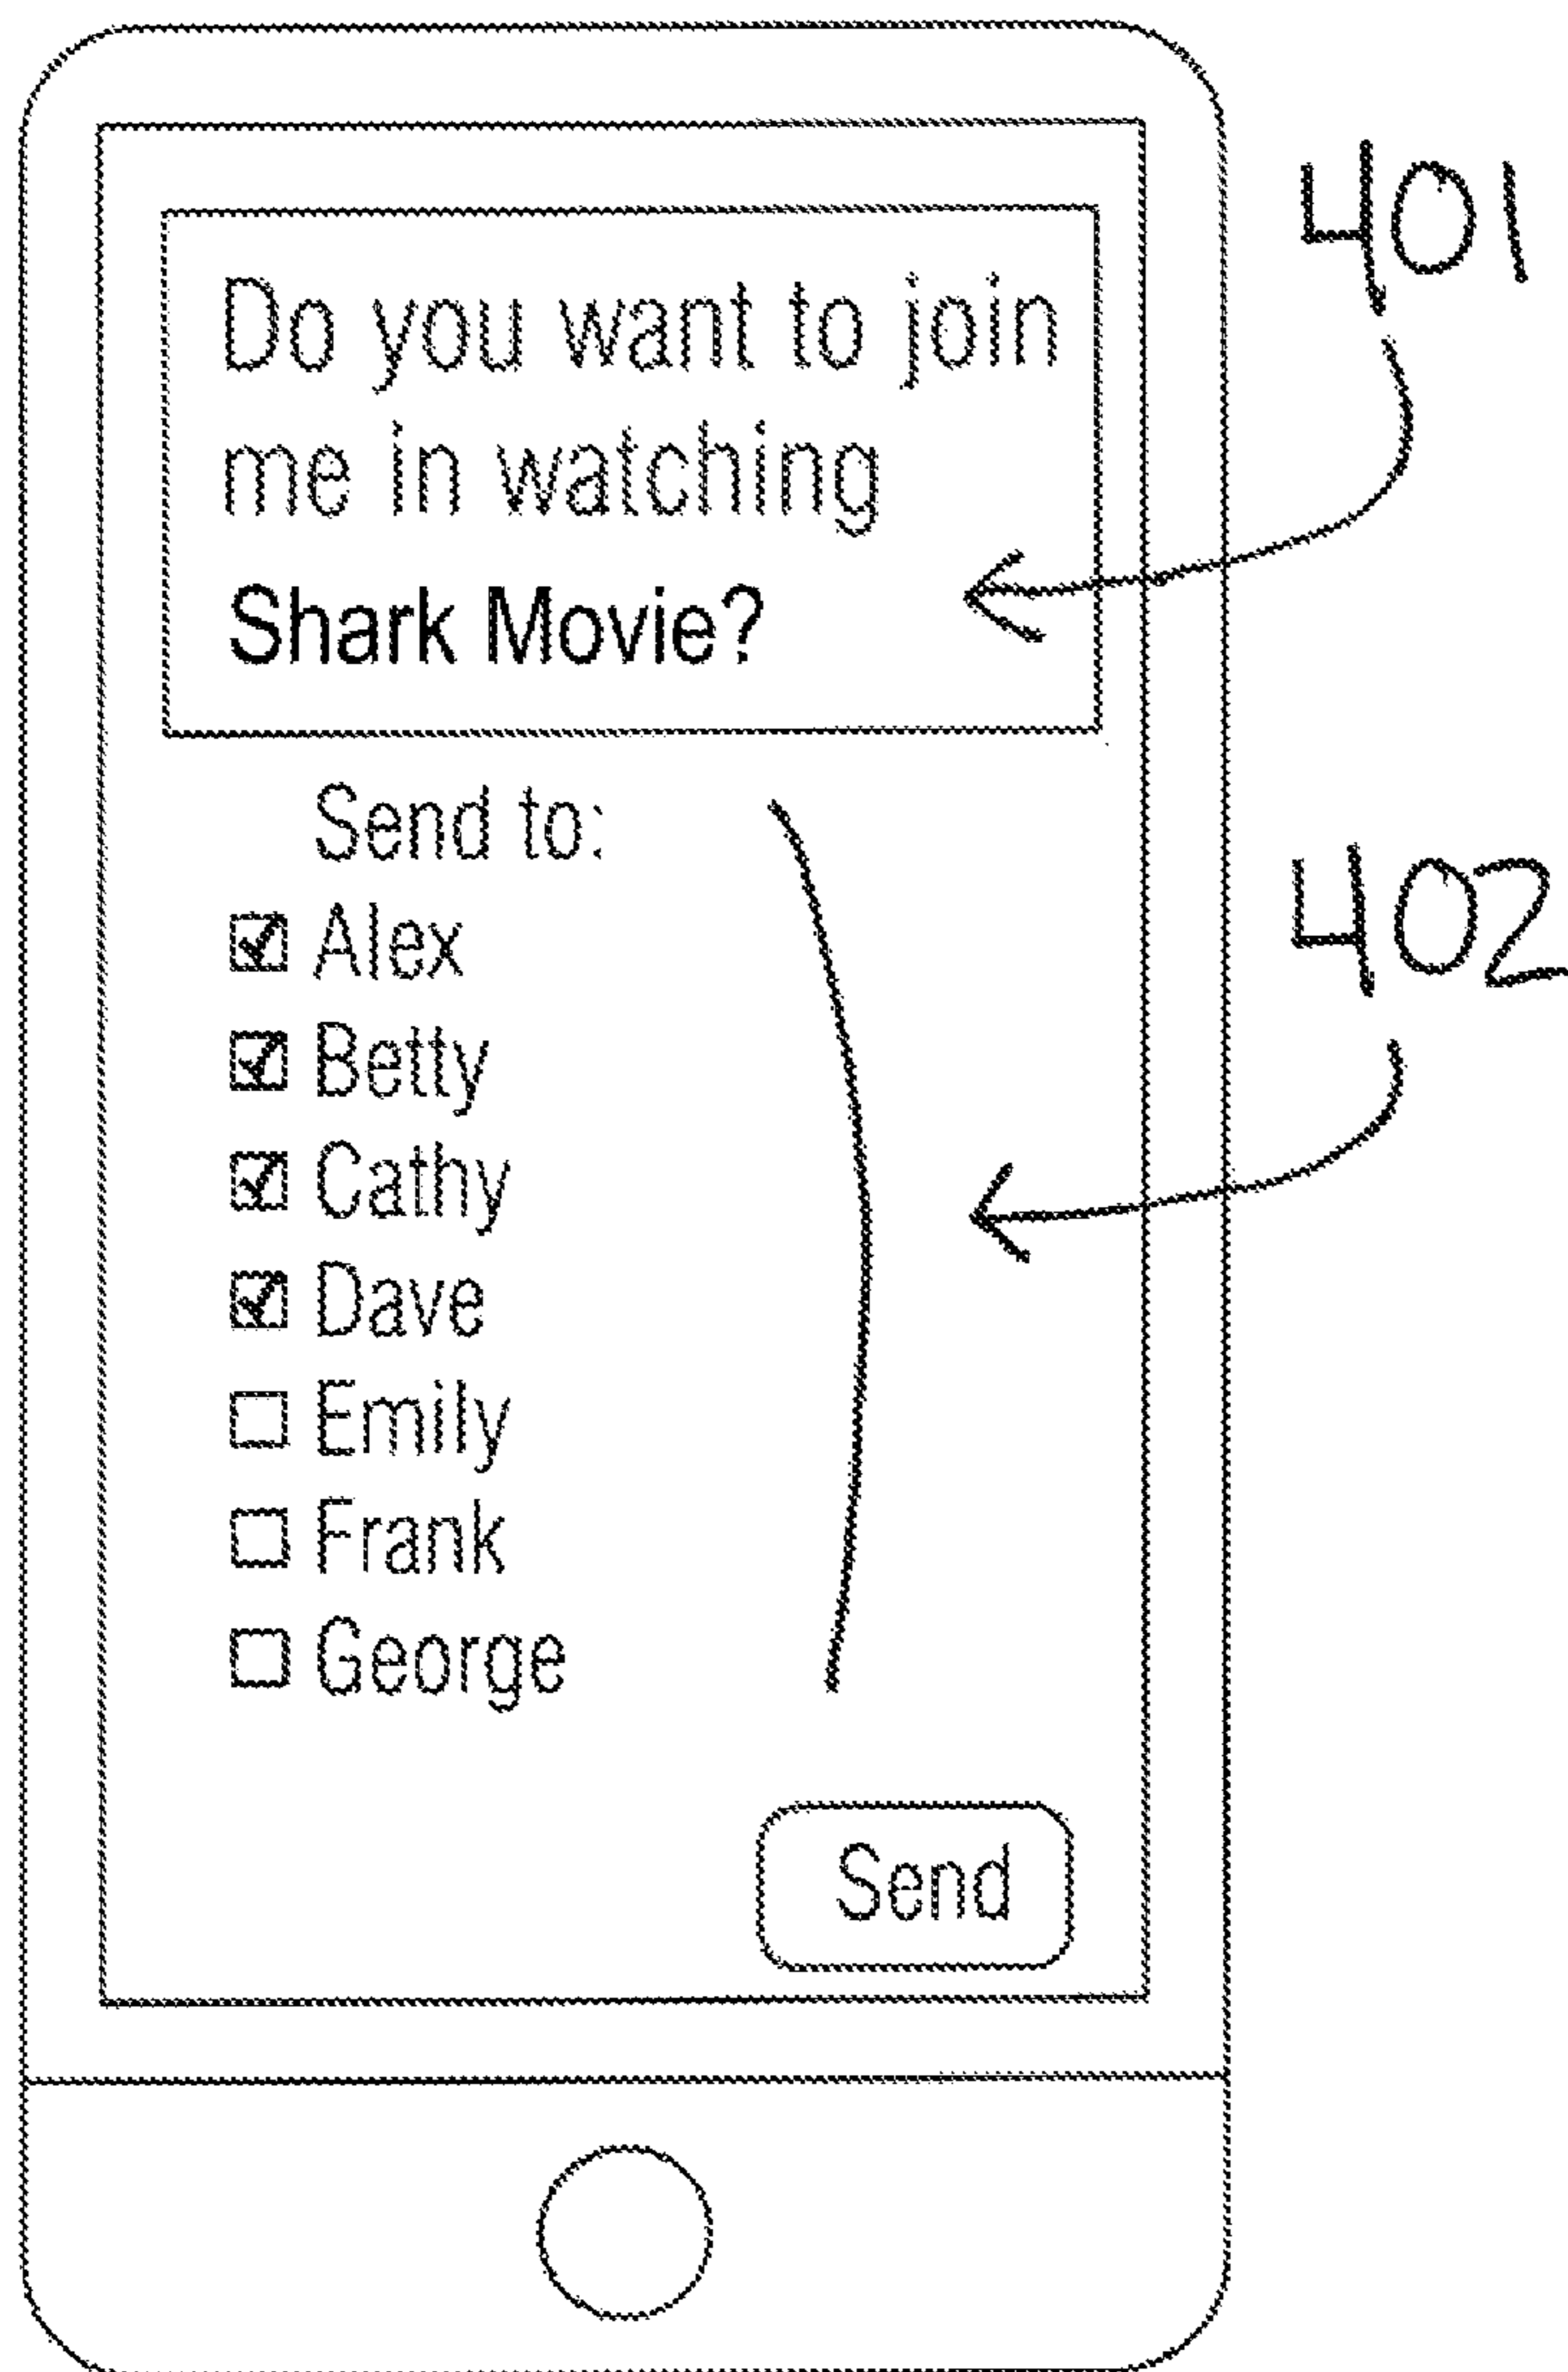 401
Do you want to join
me in watching
Shark Movie?
Send to:
402
Alex
Betty
Cathy
Dave
Emily
Frank
George
Send